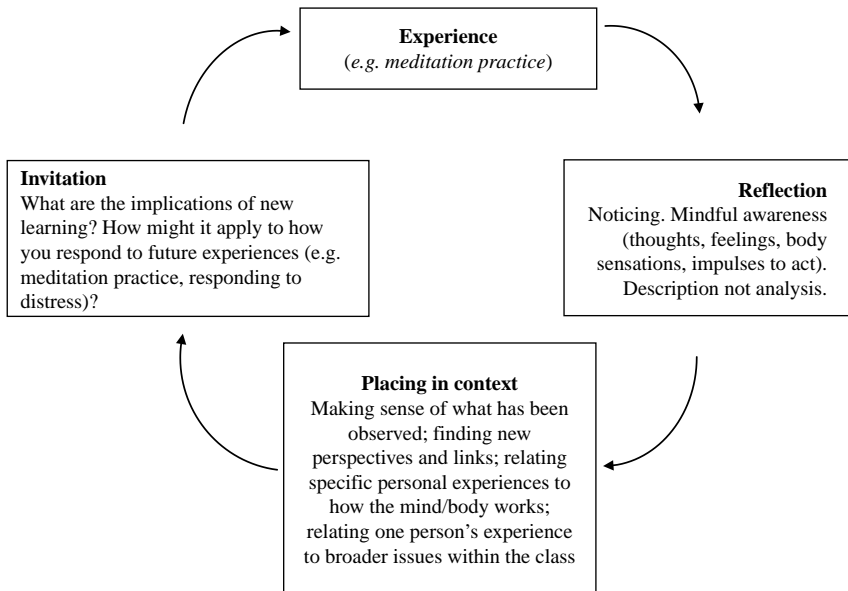 Experience
(e.g. meditation practice)
Reflection
Noticing. Mindful awareness
(thoughts, feelings, body
sensations, impulses to act).
Description not analysis.
Placing in context
Making sense of what has been
observed; finding new
perspectives and links; relating
specific personal experiences to
how the mind/body works;
relating one person’s experience
to broader issues within the class
Invitation
What are the implications of new
learning? How might it apply to how
you respond to future experiences (e.g.
meditation practice, responding to
distress)?